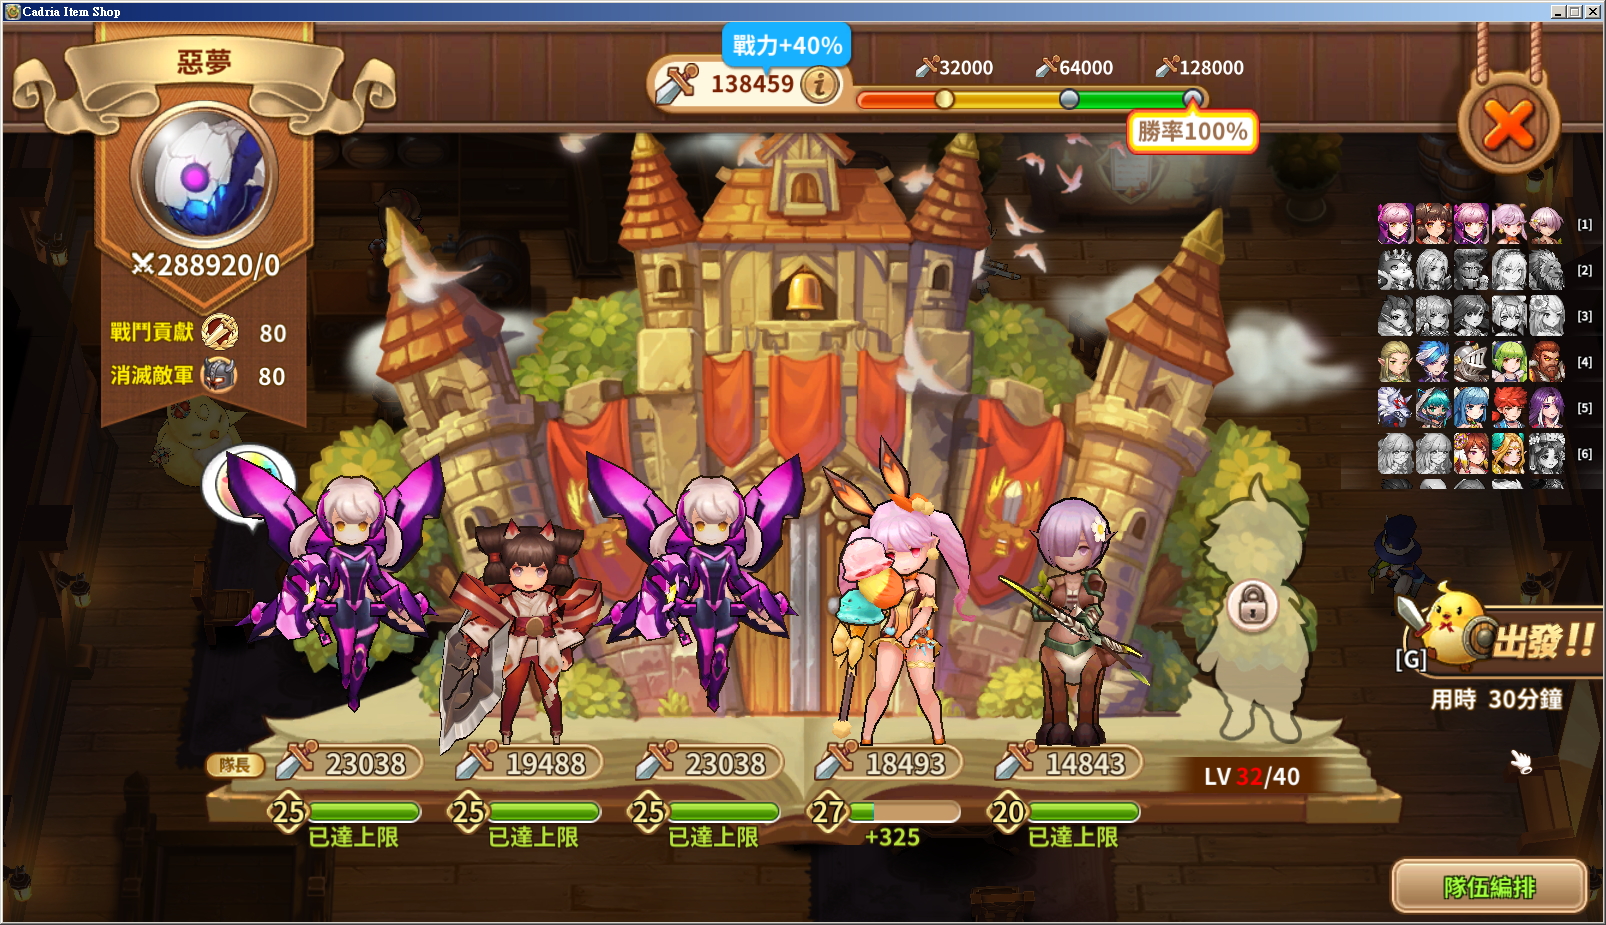 Cadria Item Shop
惡夢
戰力+40%
138459
32000
64000
128000
勝率100%
288920/0
戰鬥貢獻 80
消滅敵軍 80
[1]
[2]
[3]
[4]
[5]
[6]
[G]
出發!!
用時 30分鐘
隊長
23038
19488
23038
18493
14843
LV 32/40
25
25
25
27
20
已達上限
已達上限
已達上限
+325
已達上限
隊伍編排